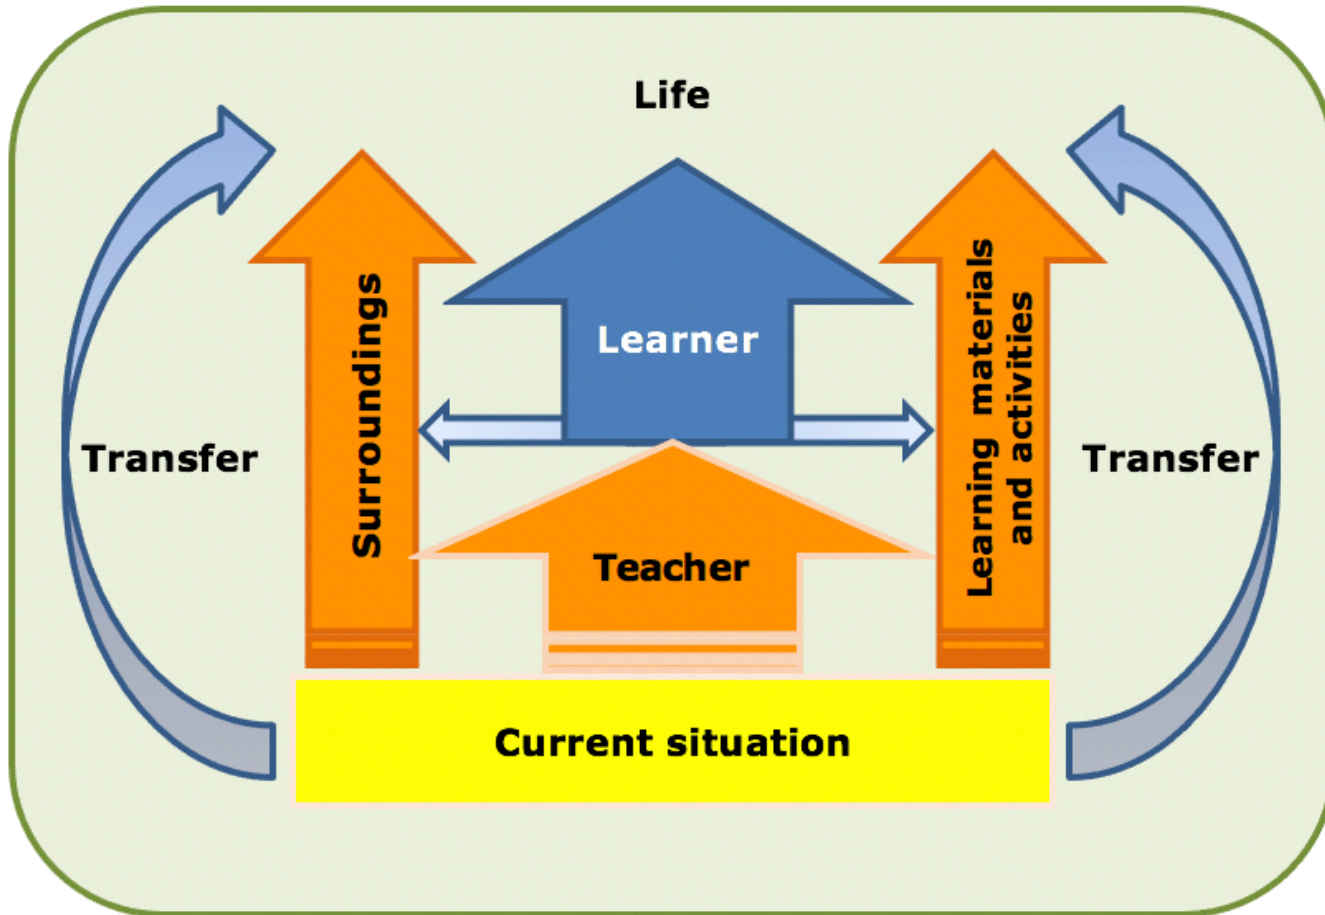 Life
Surroundings
Learner
Learning materials
and activities
Transfer
Transfer
Teacher
Current situation